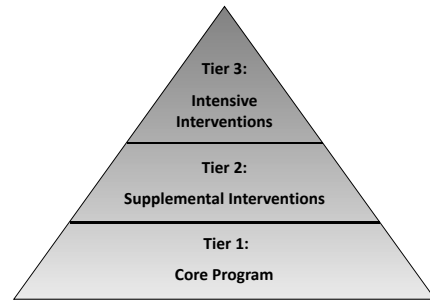 Tier 3:
Intensive
Interventions
Tier 2:
Supplemental Interventions
Tier 1:
Core Program